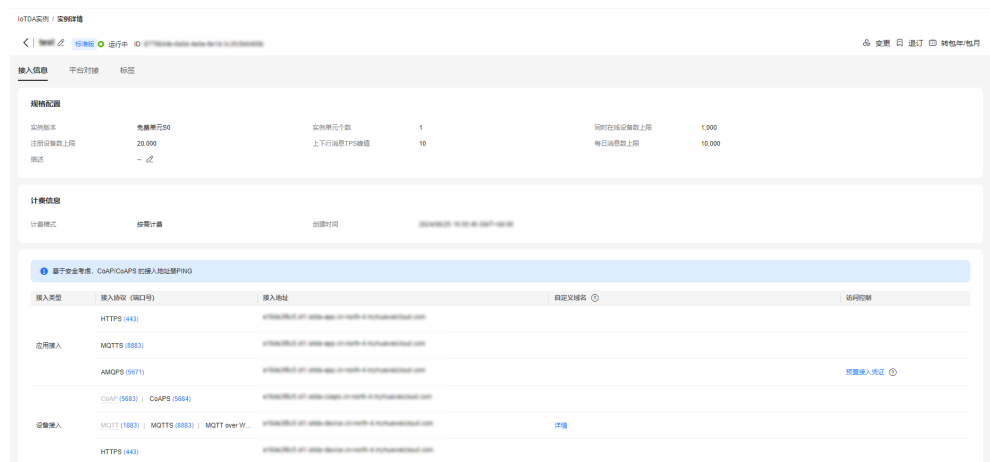 IoTDA实例 / 实例详情
标准版 运行中 ID:
变更 退订 转包年/包月
接入信息 平台对接 标签
规格配置
实例版本 免费单元S0 实例单元个数 1 同时在线设备数上限 1,000
注册设备数上限 20,000 上下行消息TPS峰值 10 每日消息数上限 10,000
描述 --
计费信息
计费模式 按需计费 创建时间
基于安全考虑，CoAP/CoAPS 的接入地址禁PING
接入类型 接入协议（端口号） 接入地址 自定义域名 访问控制
HTTPS (443)
应用接入 MQTTS (8883)
AMQPS (5671) 预置接入凭证
CoAP (5683) | CoAPS (5684)
设备接入 MQTT (1883) | MQTTS (8883) | MQTT over W... 详情
HTTPS (443)